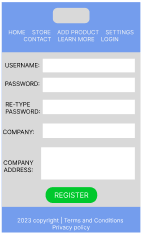 HOME STORE ADD PRODUCT SETTINGS
CONTACT LEARN MORE LOGIN
USERNAME:
PASSWORD:
RE-TYPE
PASSWORD:
COMPANY:
COMPANY
ADDRESS:
REGISTER
2023 copyright | Terms and Conditions
Privacy policy